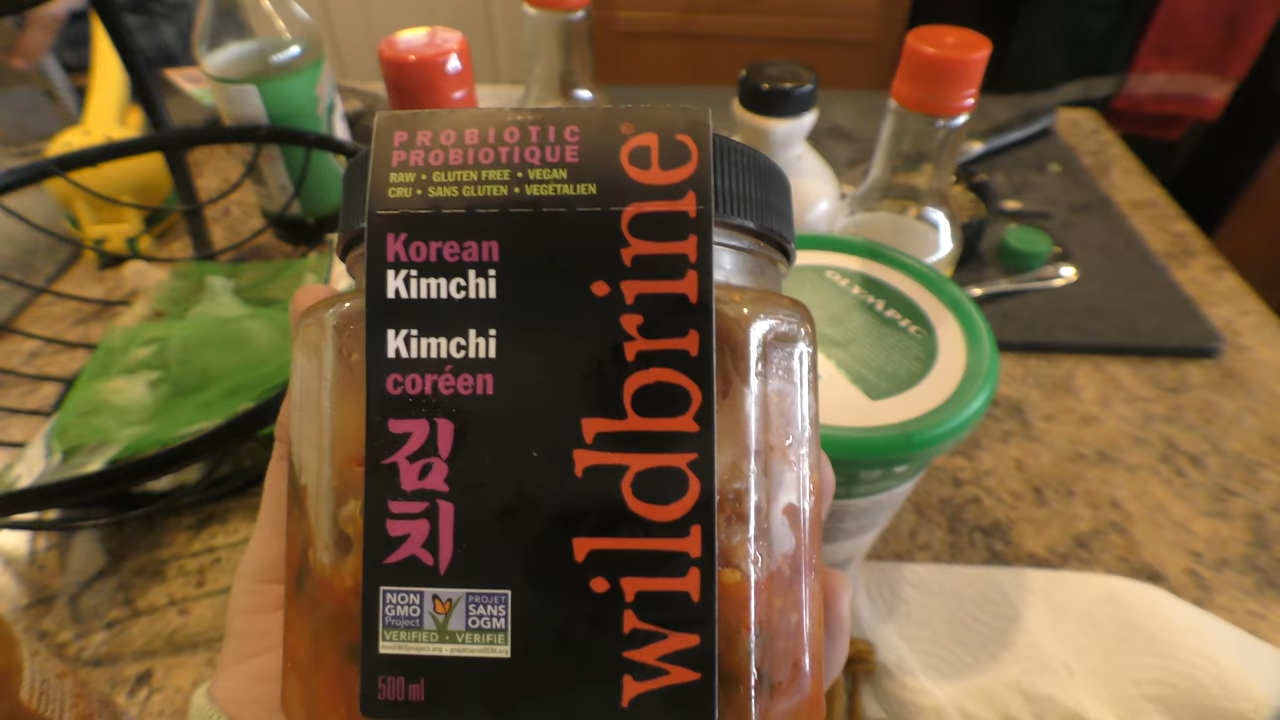 PROBIOTIC
PROBIOTIQUE
RAW • GLUTEN FREE • VEGAN
CRU • SANS GLUTEN • VEGÉTALIEN
Korean
Kimchi
Kimchi
coréen
김
치
wildbrine®
NON
GMO
Project
PROJET
SANS
OGM
VERIFIED • VÉRIFIÉ
500 ml
OLYMPIC